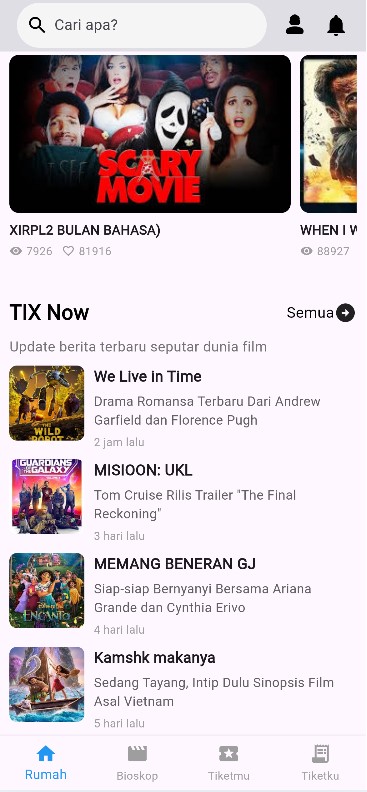 Cari apa?
I SEE
SCARY
MOVIE
XIRPL2 BULAN BAHASA)
WHEN I W
7926
81916
88927
TIX Now
Semua
Update berita terbaru seputar dunia film
THE
WILD
ROBOT
We Live in Time
Drama Romansa Terbaru Dari Andrew
Garfield dan Florence Pugh
2 jam lalu
GUARDIANS
GALAXY
MISIOON: UKL
Tom Cruise Rilis Trailer "The Final
Reckoning"
3 hari lalu
ENCANTO
MEMANG BENERAN GJ
Siap-siap Bernyanyi Bersama Ariana
Grande dan Cynthia Erivo
4 hari lalu
2
Kamshk makanya
Sedang Tayang, Intip Dulu Sinopsis Film
Asal Vietnam
5 hari lalu
Rumah
Bioskop
Tiketmu
Tiketku